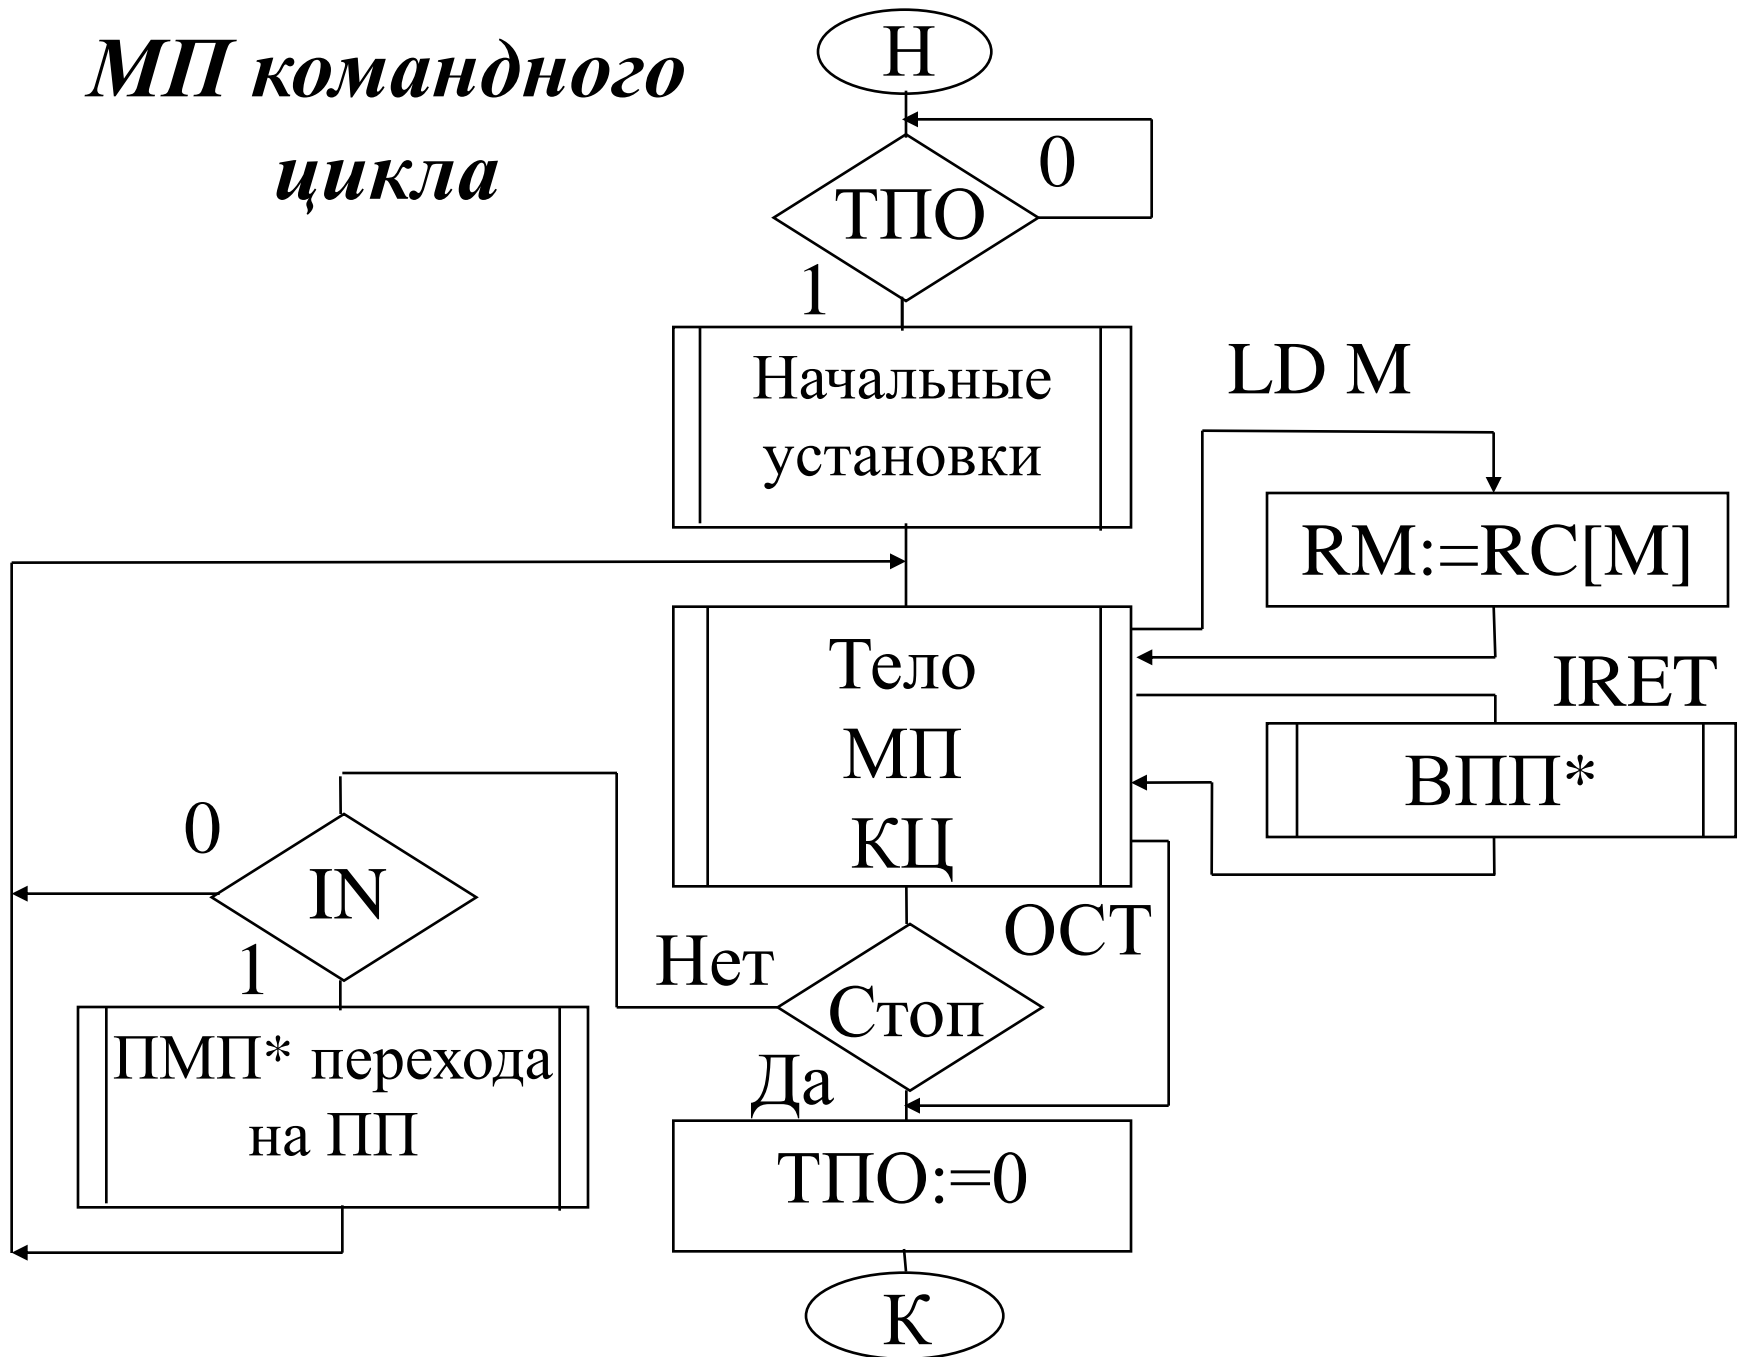 МП командного
цикла
Н
0
ТПО
1
Начальные
установки
LD M
RM:=RC[M]
Тело
МП
КЦ
IRET
ВПП*
0
IN
1
ОСТ
Нет
Стоп
Да
ПМП* перехода
на ПП
ТПО:=0
К